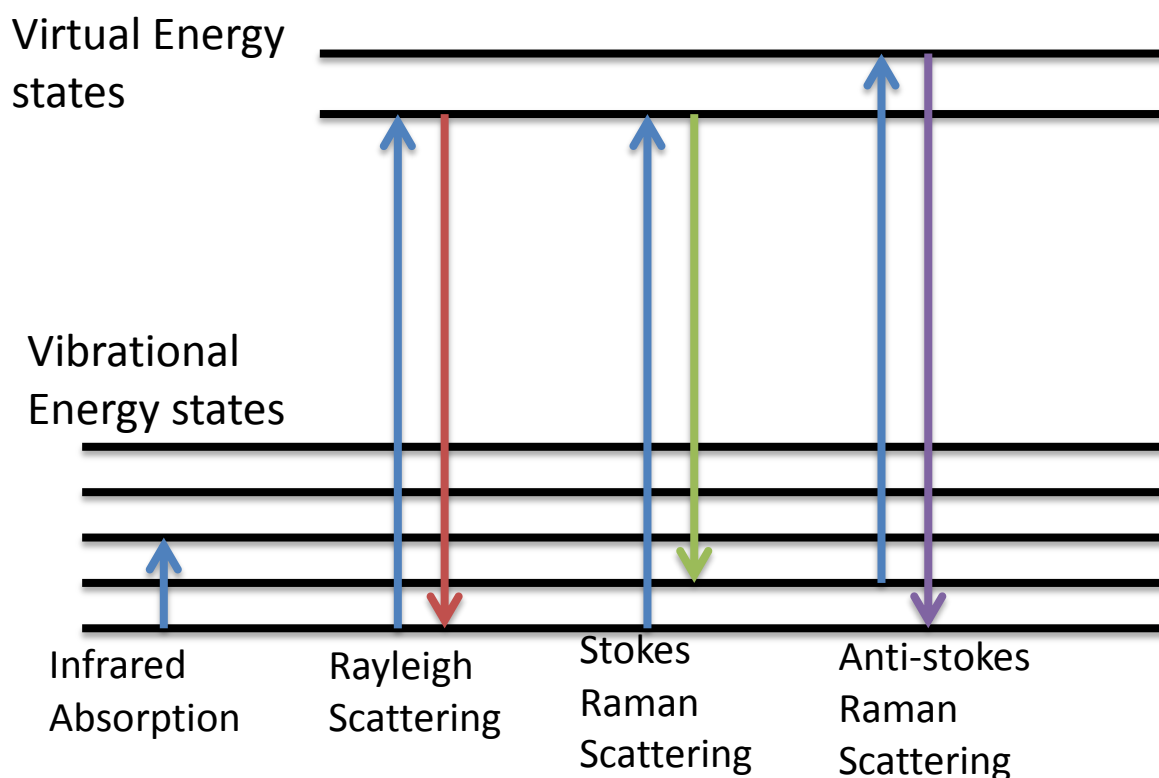 Virtual Energy
states
Vibrational
Energy states
Infrared
Absorption
Rayleigh
Scattering
Stokes
Raman
Scattering
Anti-stokes
Raman
Scattering